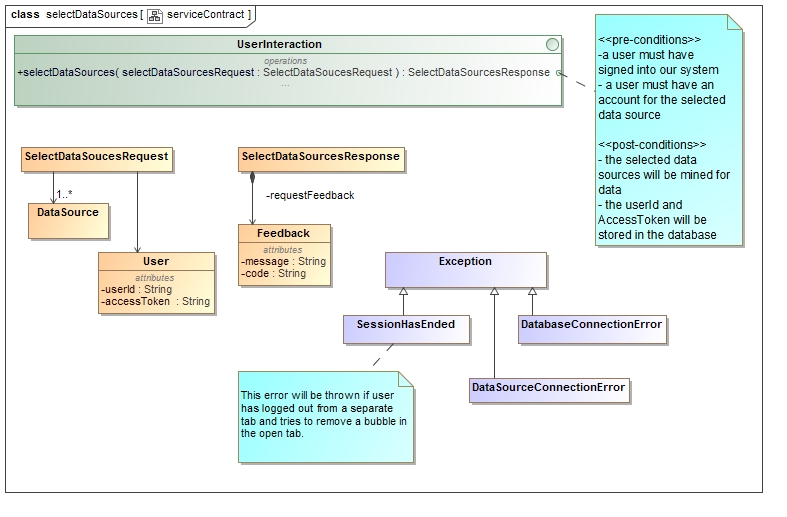 class selectDataSources [ serviceContract ]
UserInteraction
operations
+selectDataSources( selectDataSourcesRequest : SelectDataSoucesRequest ) : SelectDataSourcesResponse
...
<<pre-conditions>>
-a user must have
signed into our system
- a user must have an
account for the selected
data source
<<post-conditions>>
- the selected data
sources will be mined for
data
- the userId and
AccessToken will be
stored in the database
SelectDataSoucesRequest
1..*
DataSource
User
attributes
-userId : String
-accessToken : String
SelectDataSourcesResponse
-requestFeedback
Feedback
attributes
-message : String
-code : String
Exception
SessionHasEnded
DatabaseConnectionError
DataSourceConnectionError
This error will be thrown if user
has logged out from a separate
tab and tries to remove a bubble in
the open tab.